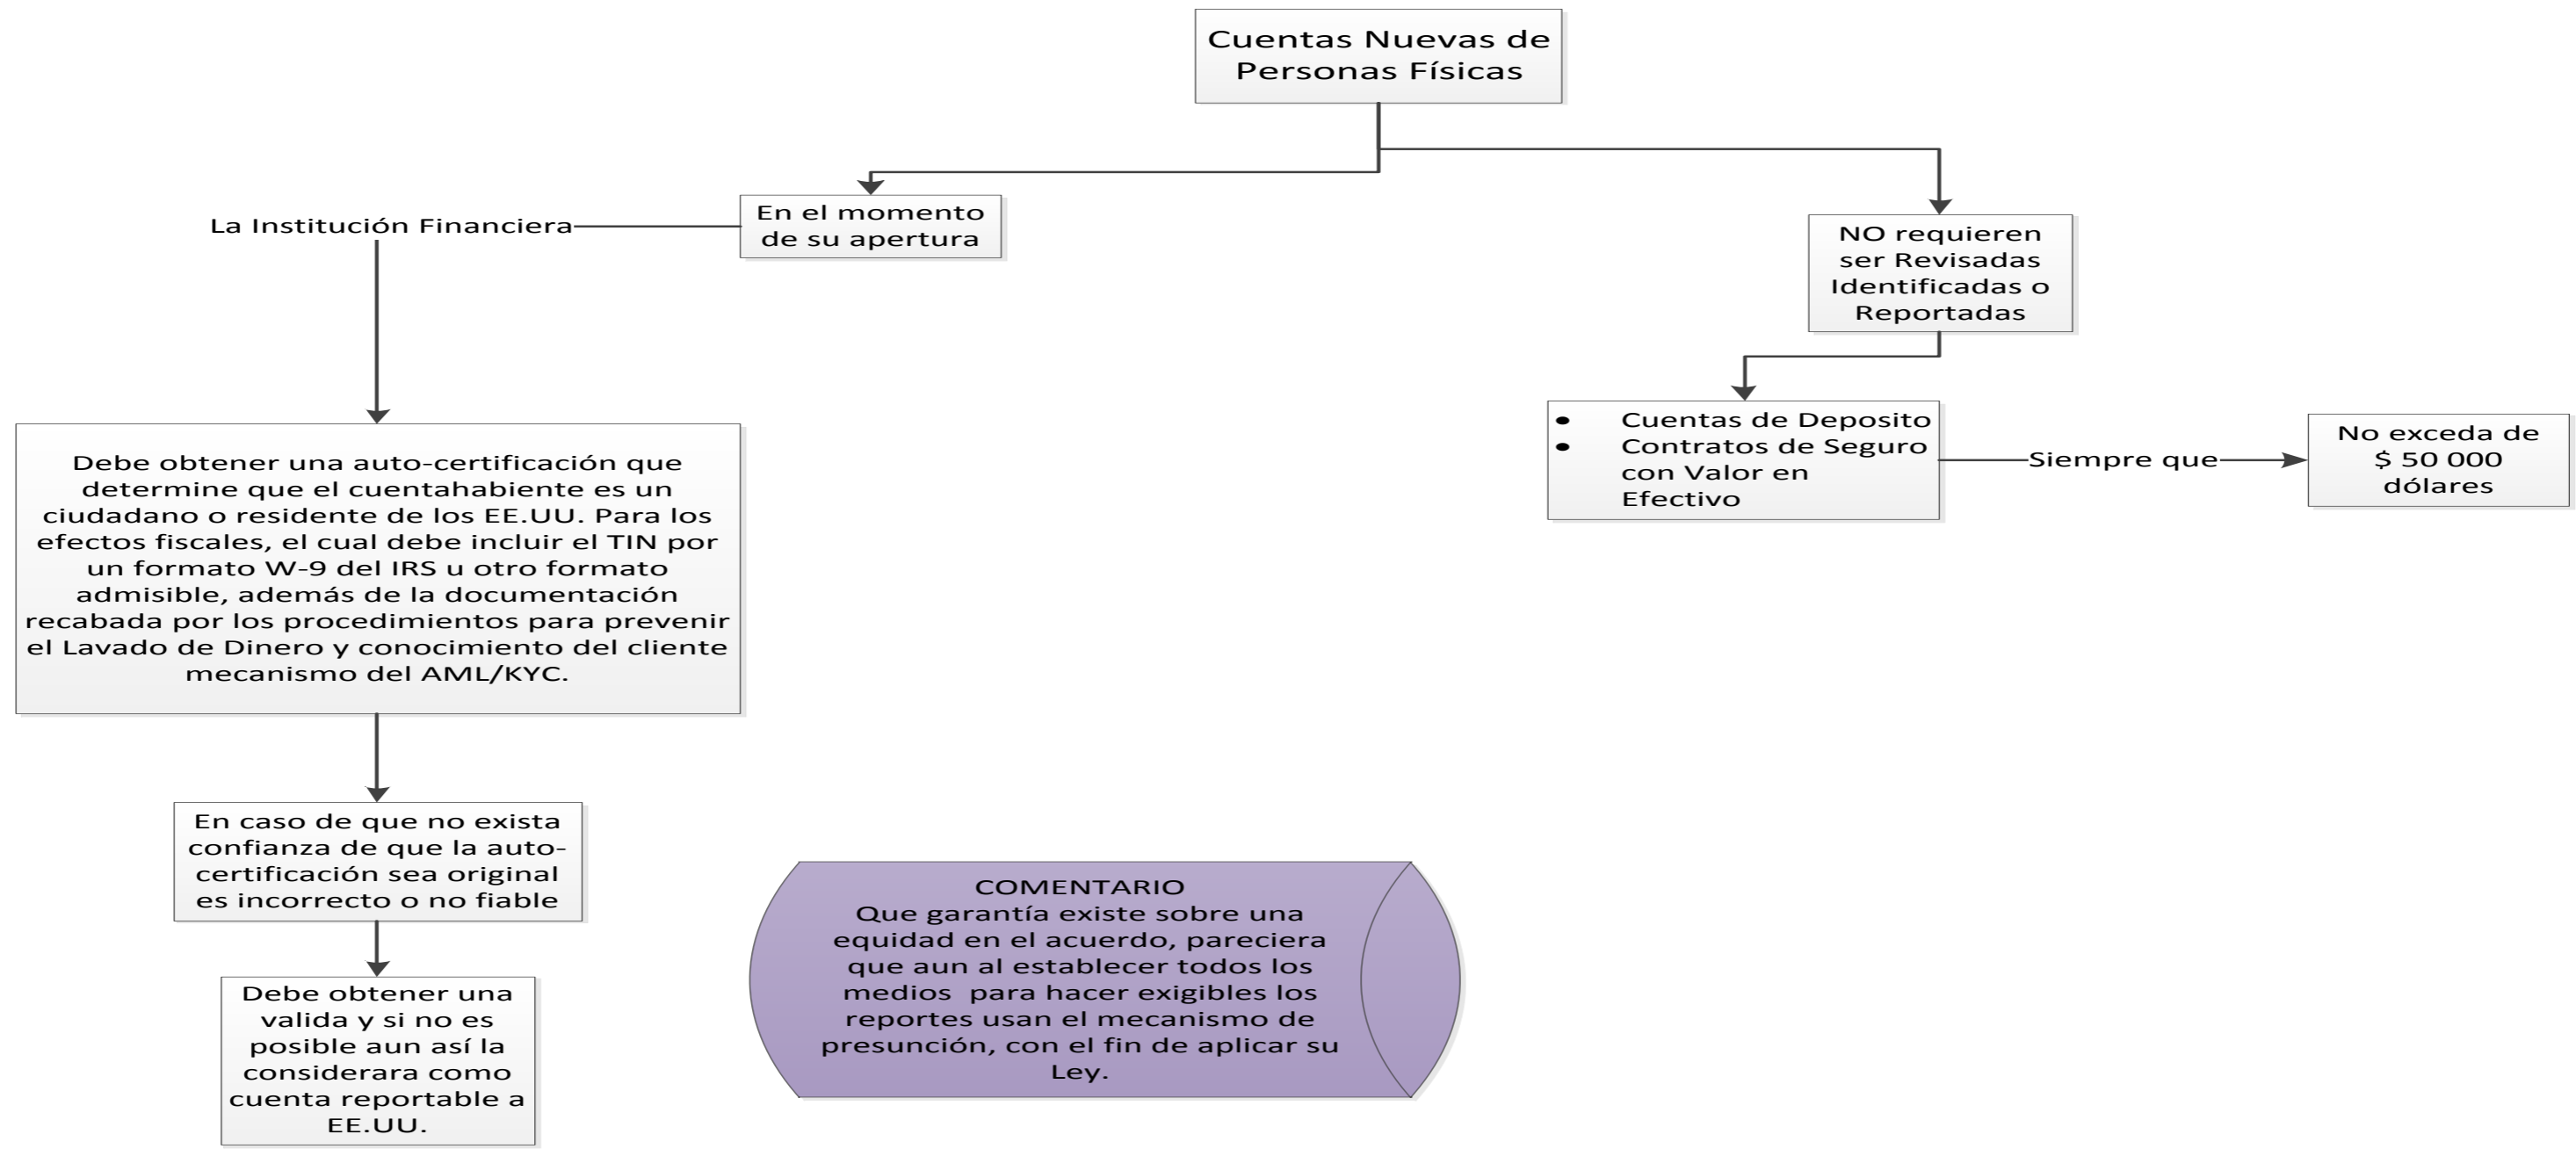 Cuentas Nuevas de
Personas Físicas
En el momento
de su apertura
La Institución Financiera
Debe obtener una auto-certificación que
determine que el cuentahabiente es un
ciudadano o residente de los EE.UU. Para los
efectos fiscales, el cual debe incluir el TIN por
un formato W-9 del IRS u otro formato
admisible, además de la documentación
recabada por los procedimientos para prevenir
el Lavado de Dinero y conocimiento del cliente
mecanismo del AML/KYC.
En caso de que no exista
confianza de que la auto-
certificación sea original
es incorrecto o no fiable
Debe obtener una
valida y si no es
posible aun así la
considerara como
cuenta reportable a
EE.UU.
NO requieren
ser Revisadas
Identificadas o
Reportadas
• Cuentas de Deposito
• Contratos de Seguro
con Valor en
Efectivo
Siempre que
No exceda de
$ 50 000
dólares
COMENTARIO
Que garantía existe sobre una
equidad en el acuerdo, pareciera
que aun al establecer todos los
medios  para hacer exigibles los
reportes usan el mecanismo de
presunción, con el fin de aplicar su
Ley.